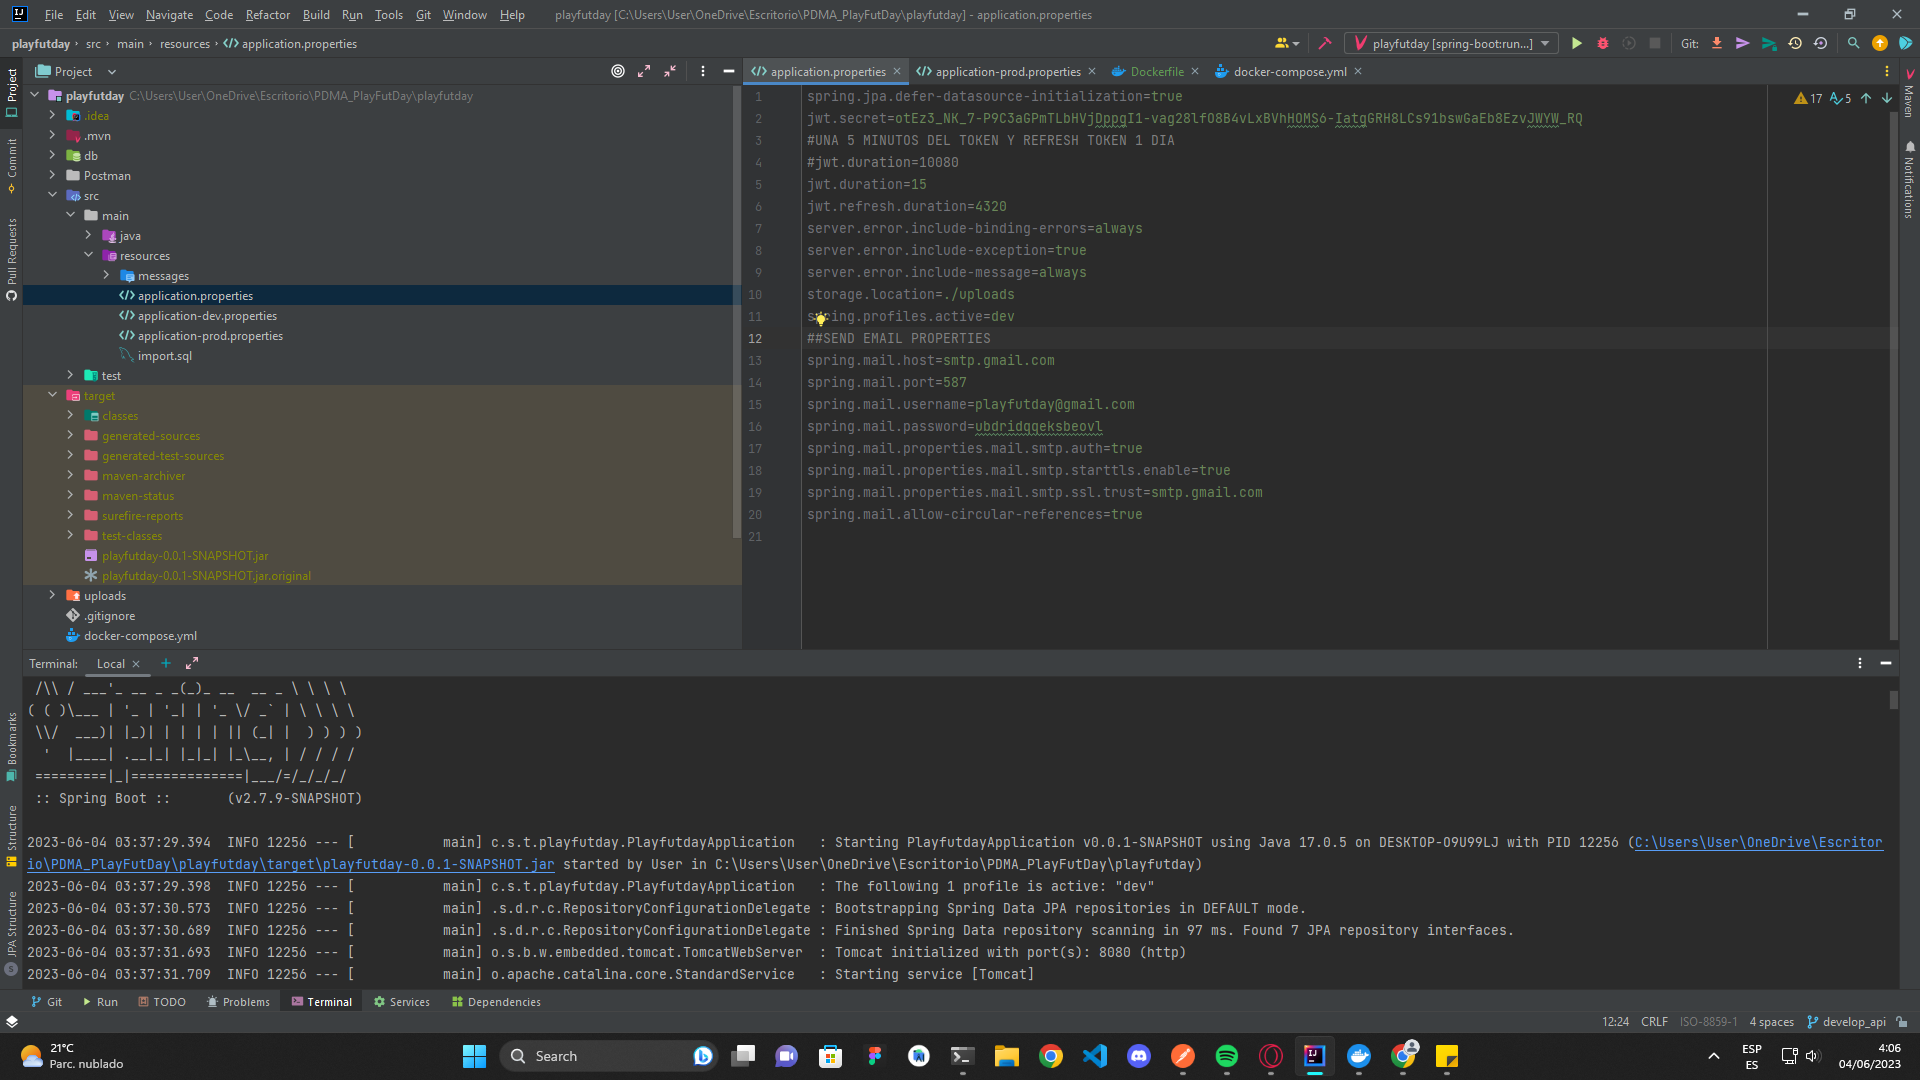 File Edit View Navigate Code Refactor Build Run Tools Git Window Help playfutday [C:\Users\User\OneDrive\Escritorio\PDMA_PlayFutDay\playfutday] - application.properties
playfutday > src > main > resources > application.properties
playfutday [spring-boot:run...] Git:
Project
application.properties application-prod.properties Dockerfile docker-compose.yml
Project
Commit
Pull Requests
Bookmarks
Structure
JPA Structure
Maven
Notifications
playfutday C:\Users\User\OneDrive\Escritorio\PDMA_PlayFutDay\playfutday
.idea
.mvn
db
Postman
src
main
java
resources
messages
application.properties
application-dev.properties
application-prod.properties
import.sql
test
target
classes
generated-sources
generated-test-sources
maven-archiver
maven-status
surefire-reports
test-classes
playfutday-0.0.1-SNAPSHOT.jar
playfutday-0.0.1-SNAPSHOT.jar.original
uploads
.gitignore
docker-compose.yml
17 5
1 spring.jpa.defer-datasource-initialization=true
2 jwt.secret=otEz3_NK_7-P9C3aGPmTLbHVjDppgI1-vag28lfO8B4vLxBVhHOMS6-IatgGRH8LCs91bswGaEb8EzvJWYW_RQ
3 #UNA 5 MINUTOS DEL TOKEN Y REFRESH TOKEN 1 DIA
4 #jwt.duration=10080
5 jwt.duration=15
6 jwt.refresh.duration=4320
7 server.error.include-binding-errors=always
8 server.error.include-exception=true
9 server.error.include-message=always
10 storage.location=./uploads
11 spring.profiles.active=dev
12 ##SEND EMAIL PROPERTIES
13 spring.mail.host=smtp.gmail.com
14 spring.mail.port=587
15 spring.mail.username=playfutday@gmail.com
16 spring.mail.password=ubdridqqeksbeovl
17 spring.mail.properties.mail.smtp.auth=true
18 spring.mail.properties.mail.smtp.starttls.enable=true
19 spring.mail.properties.mail.smtp.ssl.trust=smtp.gmail.com
20 spring.mail.allow-circular-references=true
21
Terminal: Local
 /\\ / ___'_ __ _ _(_)_ __  __ _ \ \ \ \
( ( )\___ | '_ | '_| | '_ \/ _` | \ \ \ \
 \\/  ___)| |_)| | | | | || (_| |  ) ) ) )
  '  |____| .__|_| |_|_| |_\__, | / / / /
 =========|_|==============|___/=/_/_/_/
 :: Spring Boot ::       (v2.7.9-SNAPSHOT)
2023-06-04 03:37:29.394  INFO 12256 --- [           main] c.s.t.playfutday.PlayfutdayApplication   : Starting PlayfutdayApplication v0.0.1-SNAPSHOT using Java 17.0.5 on DESKTOP-O9U99LJ with PID 12256 (C:\Users\User\OneDrive\Escritor
io\PDMA_PlayFutDay\playfutday\target\playfutday-0.0.1-SNAPSHOT.jar started by User in C:\Users\User\OneDrive\Escritorio\PDMA_PlayFutDay\playfutday)
2023-06-04 03:37:29.398  INFO 12256 --- [           main] c.s.t.playfutday.PlayfutdayApplication   : The following 1 profile is active: "dev"
2023-06-04 03:37:30.573  INFO 12256 --- [           main] .s.d.r.c.RepositoryConfigurationDelegate : Bootstrapping Spring Data JPA repositories in DEFAULT mode.
2023-06-04 03:37:30.689  INFO 12256 --- [           main] .s.d.r.c.RepositoryConfigurationDelegate : Finished Spring Data repository scanning in 97 ms. Found 7 JPA repository interfaces.
2023-06-04 03:37:31.693  INFO 12256 --- [           main] o.s.b.w.embedded.tomcat.TomcatWebServer  : Tomcat initialized with port(s): 8080 (http)
2023-06-04 03:37:31.709  INFO 12256 --- [           main] o.apache.catalina.core.StandardService   : Starting service [Tomcat]
Git Run TODO Problems Terminal Services Dependencies
12:24 CRLF ISO-8859-1 4 spaces develop_api
21°C
Parc. nublado
Search
ESP
ES
4:06
04/06/2023